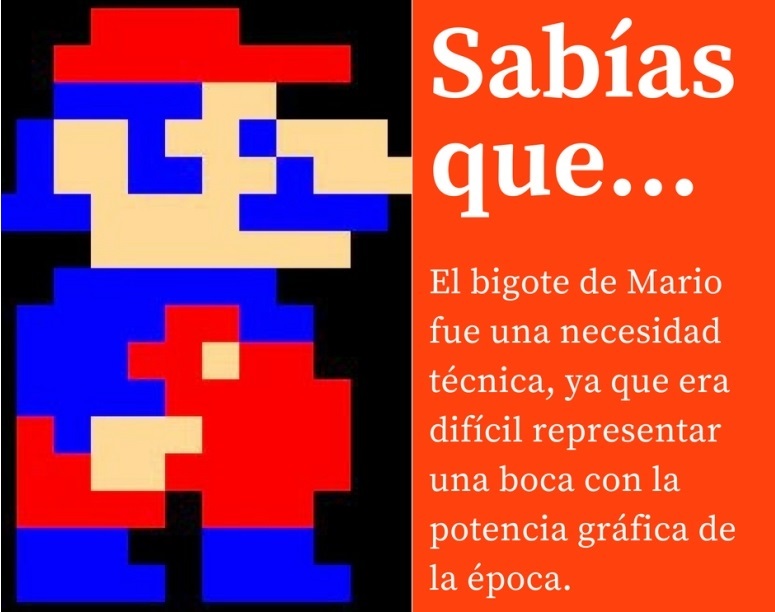 Sabías
que...
El bigote de Mario
fue una necesidad
técnica, ya que era
difícil representar
una boca con la
potencia gráfica de
la época.